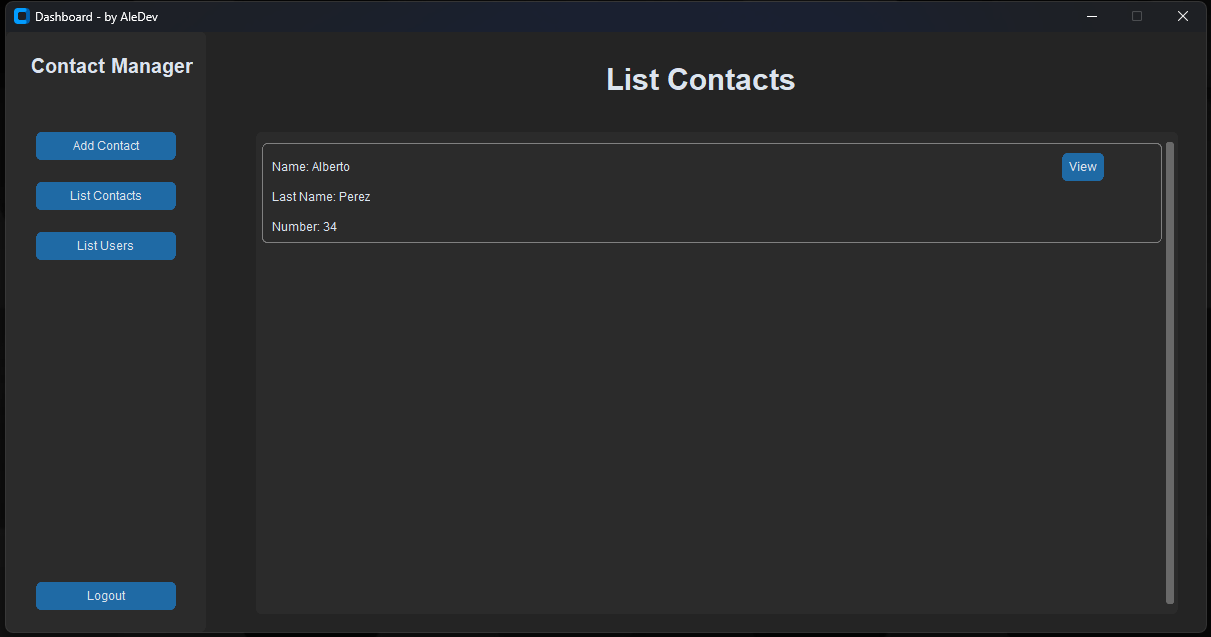 Dashboard - by AleDev
Contact Manager
Add Contact
List Contacts
List Users
Logout
List Contacts
Name: Alberto
View
Last Name: Perez
Number: 34